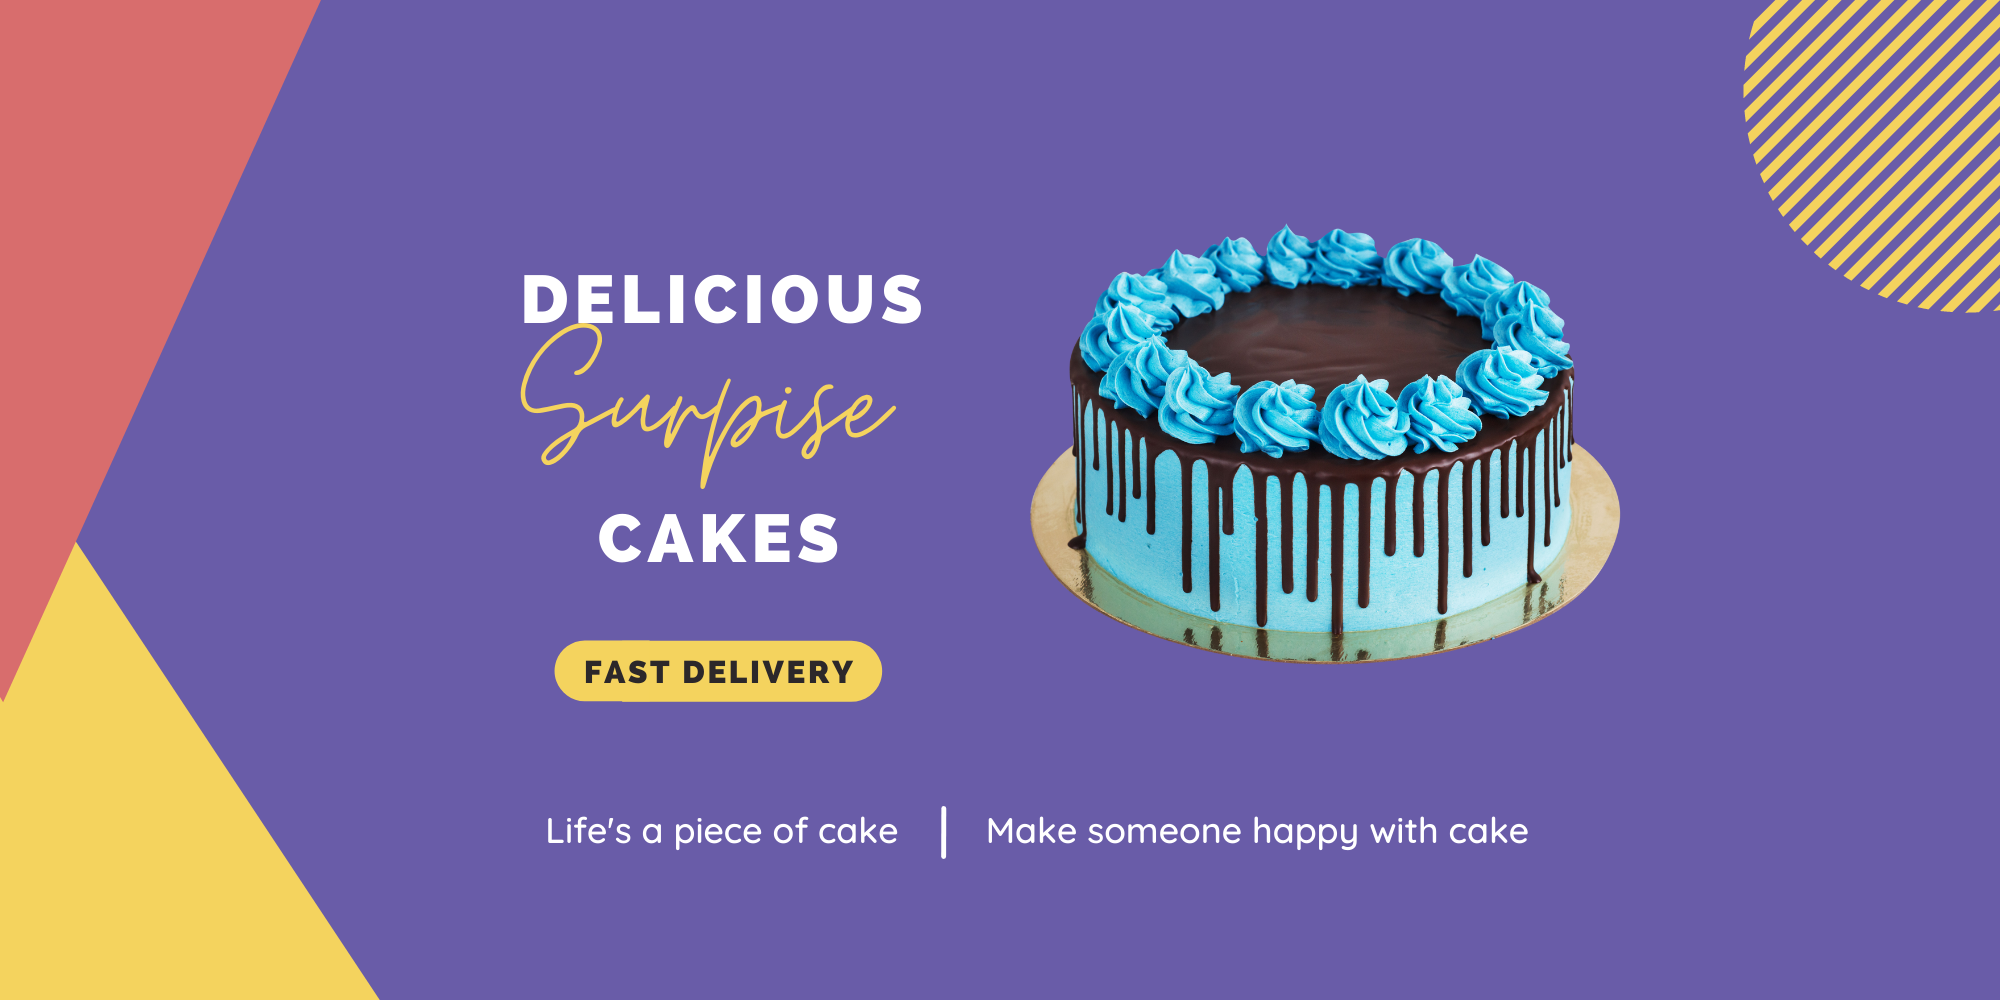 DELICIOUS
Surpise
CAKES
FAST DELIVERY
Life's a piece of cake | Make someone happy with cake